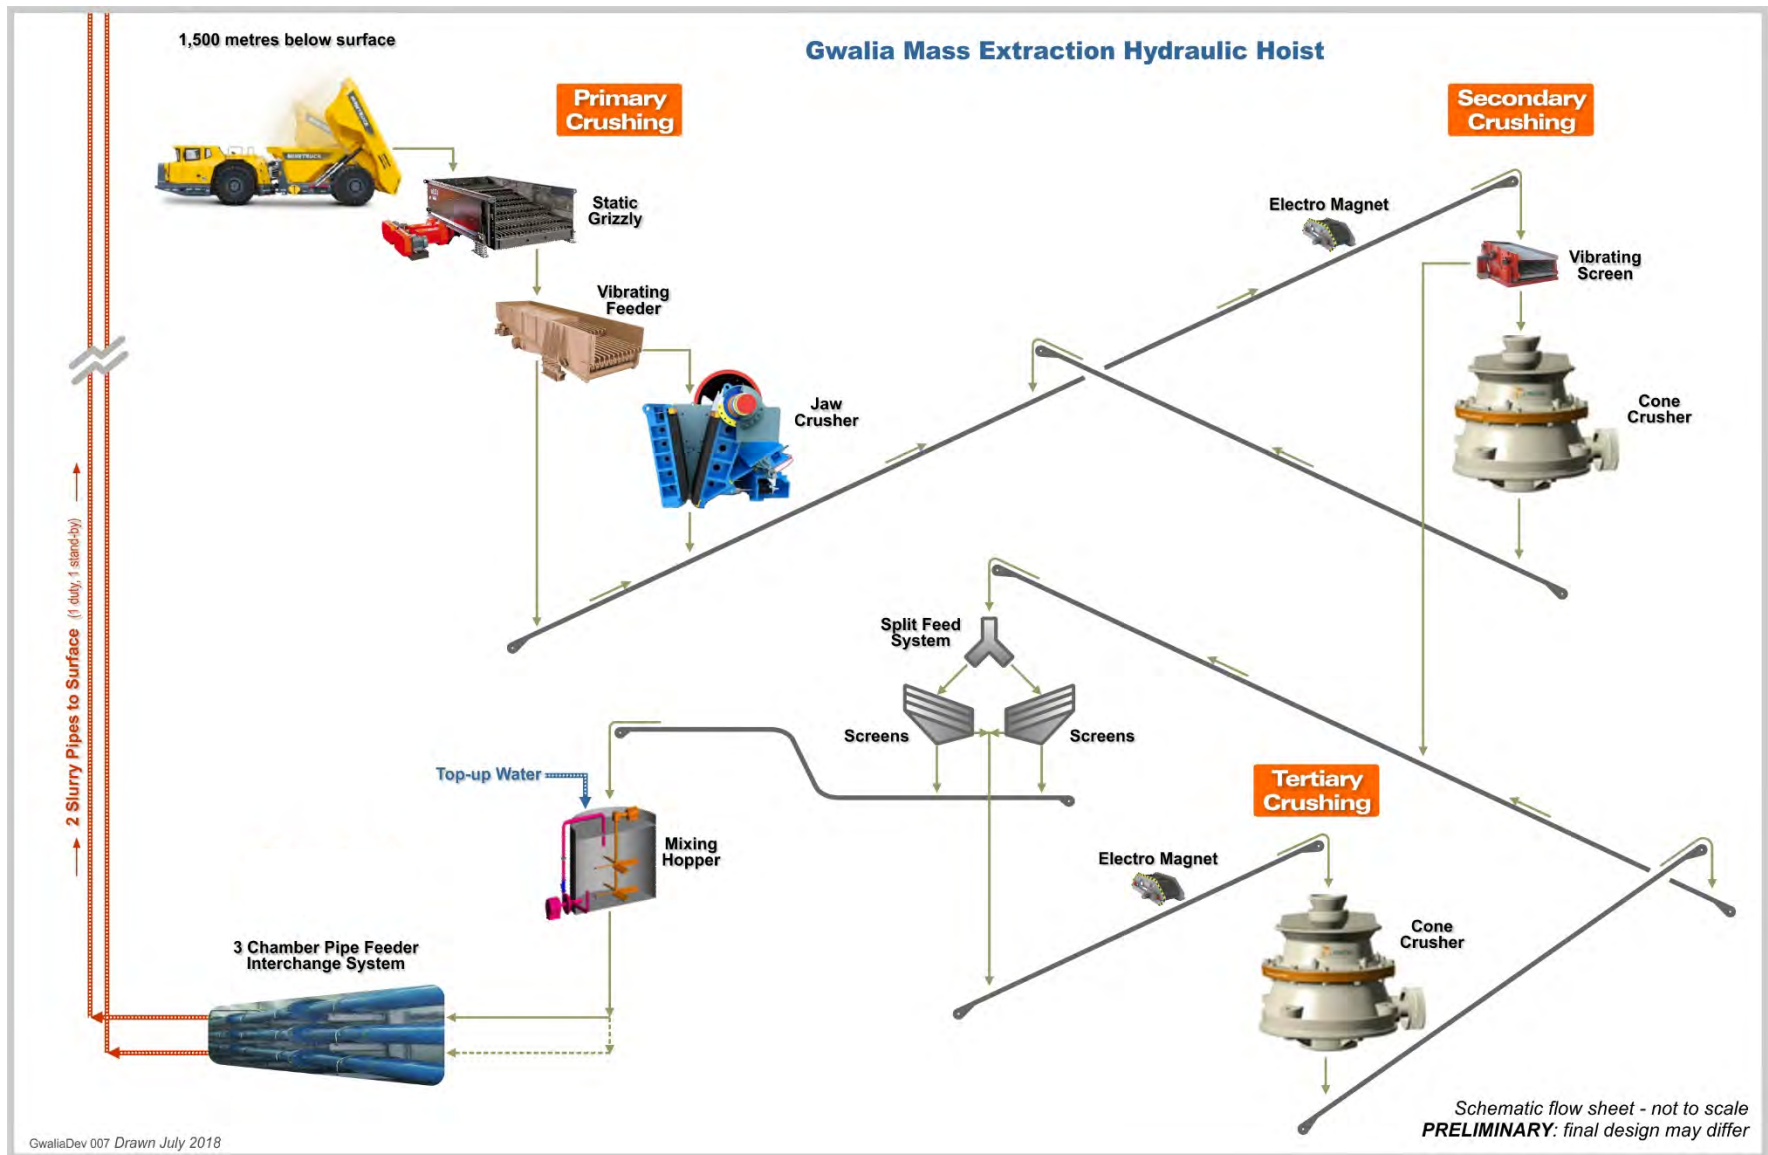 1,500 metres below surface
Gwalia Mass Extraction Hydraulic Hoist
Primary
Crushing
Secondary
Crushing
Static
Grizzly
Electro Magnet
Vibrating
Screen
Vibrating
Feeder
Jaw
Crusher
Cone
Crusher
2 Slurry Pipes to Surface (1 duty, 1 stand-by)
Split Feed
System
Screens
Screens
Top-up Water
Tertiary
Crushing
Mixing
Hopper
Electro Magnet
3 Chamber Pipe Feeder
Interchange System
Cone
Crusher
Schematic flow sheet - not to scale
PRELIMINARY: final design may differ
GwaliaDev 007 Drawn July 2018